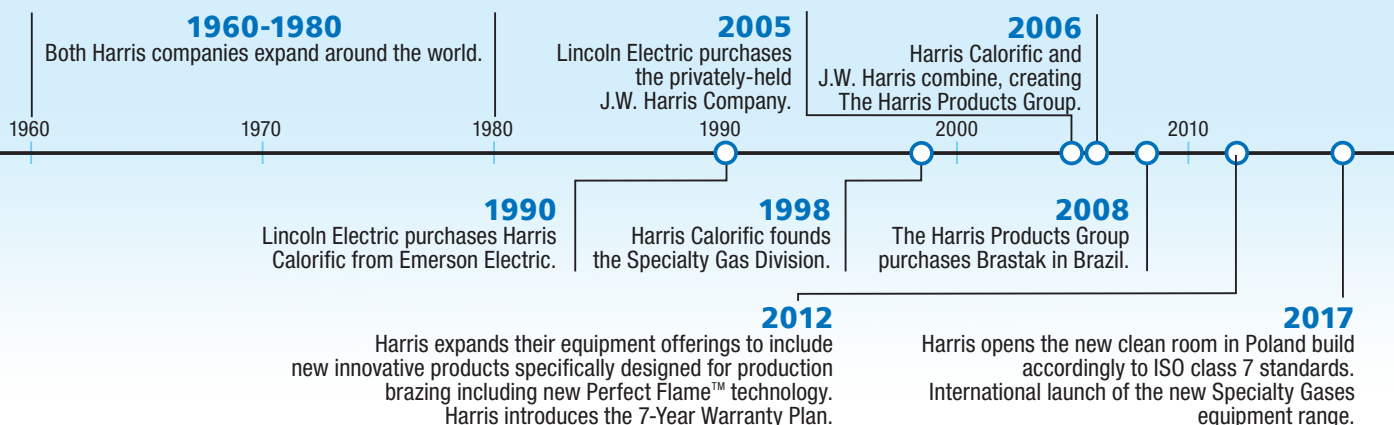 1960-1980
Both Harris companies expand around the world.
2005
Lincoln Electric purchases
the privately-held
J.W. Harris Company.
2006
Harris Calorific and
J.W. Harris combine, creating
The Harris Products Group.
1960
1970
1980
1990
2000
2010
1990
Lincoln Electric purchases Harris
Calorific from Emerson Electric.
1998
Harris Calorific founds
the Specialty Gas Division.
2008
The Harris Products Group
purchases Brastak in Brazil.
2012
Harris expands their equipment offerings to include
new innovative products specifically designed for production
brazing including new Perfect Flame™ technology.
Harris introduces the 7-Year Warranty Plan.
2017
Harris opens the new clean room in Poland build
accordingly to ISO class 7 standards.
International launch of the new Specialty Gases
equipment range.